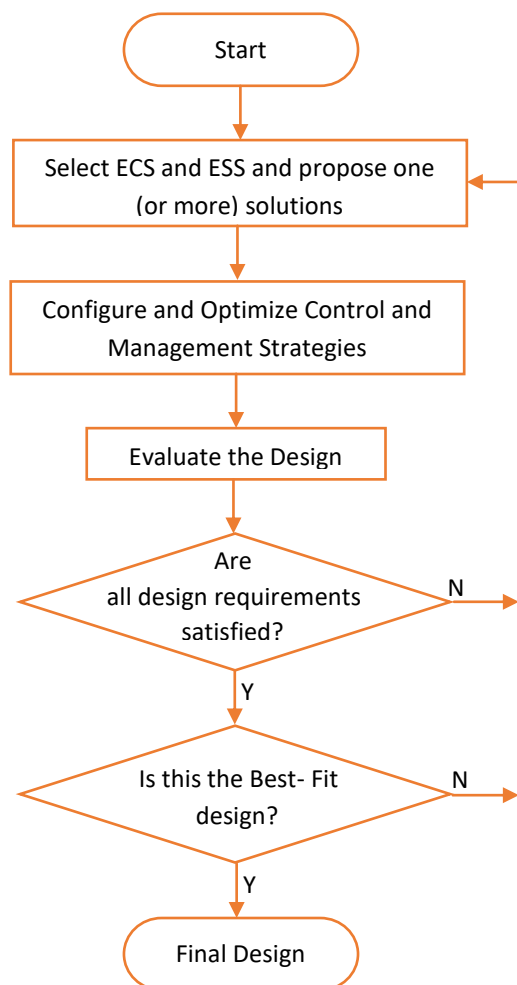 Start
Select ECS and ESS and propose one
(or more) solutions
Configure and Optimize Control and
Management Strategies
Evaluate the Design
Are
all design requirements
satisfied?
N
Y
Is this the Best- Fit
design?
N
Y
Final Design